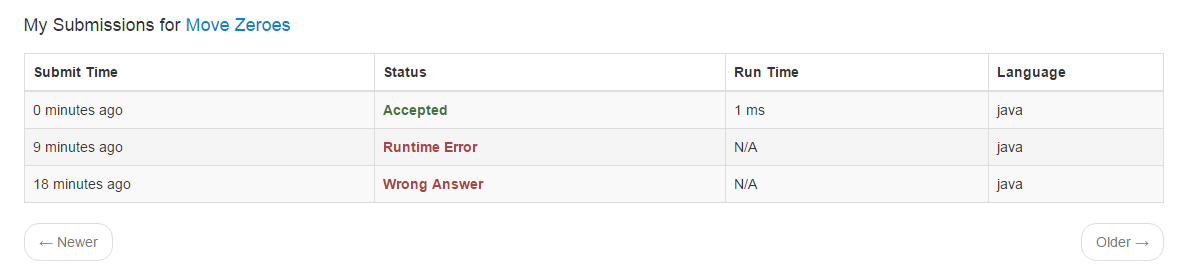 My Submissions for Move Zeroes
Submit Time Status Run Time Language
0 minutes ago Accepted 1 ms java
9 minutes ago Runtime Error N/A java
18 minutes ago Wrong Answer N/A java
← Newer Older →